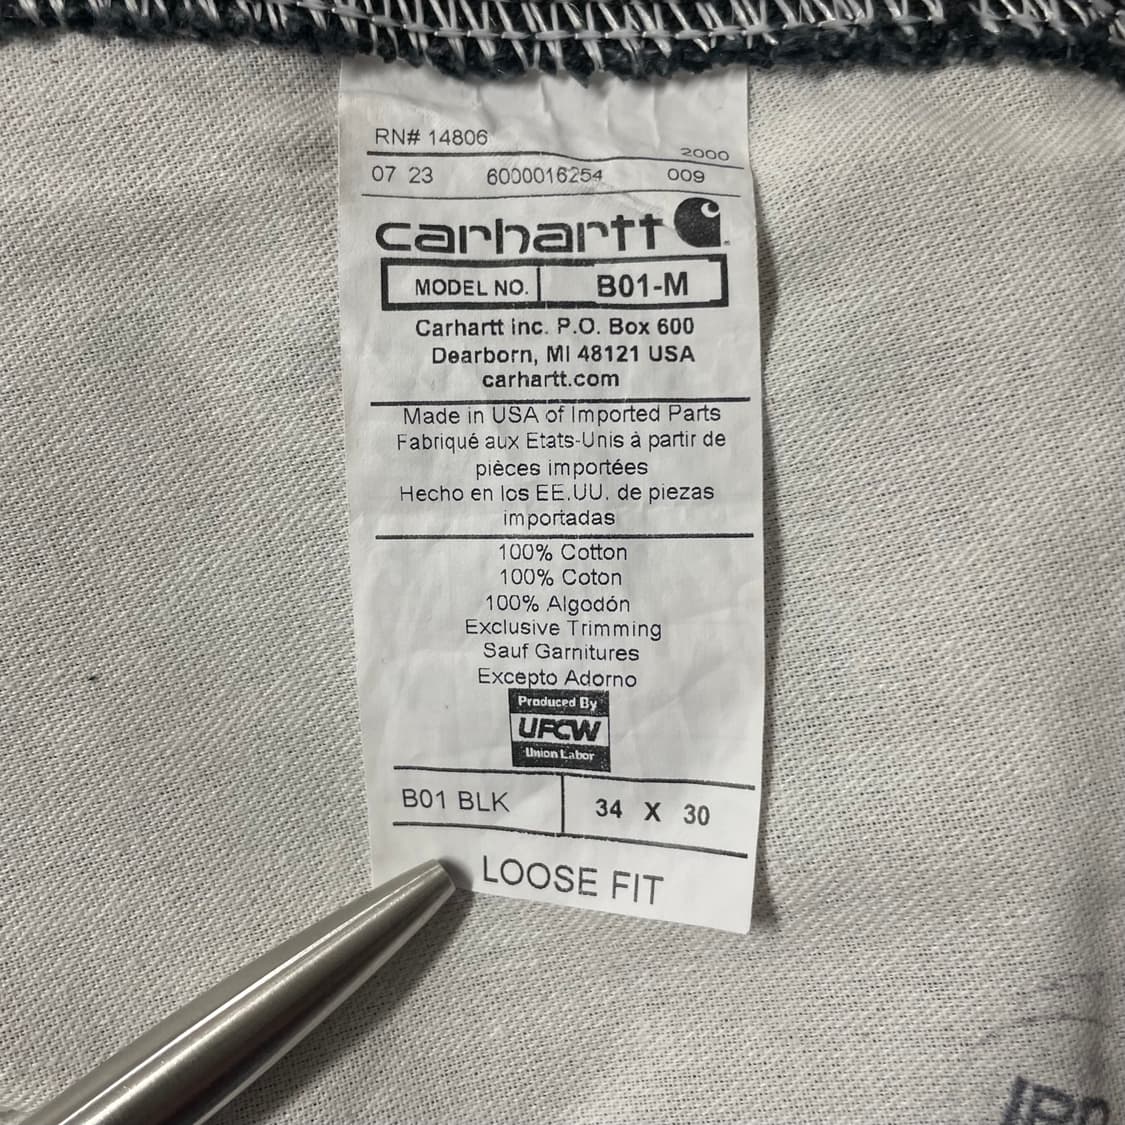 RN# 14806
2000
07 23 6000016254 009
carhartt
MODEL NO. B01-M
Carhartt inc. P.O. Box 600
Dearborn, MI 48121 USA
carhartt.com
Made in USA of Imported Parts
Fabriqué aux Etats-Unis à partir de
pièces importées
Hecho en los EE.UU. de piezas
importadas
100% Cotton
100% Coton
100% Algodón
Exclusive Trimming
Sauf Garnitures
Excepto Adorno
Produced By
UFCW
Union Labor
B01 BLK 34 X 30
LOOSE FIT